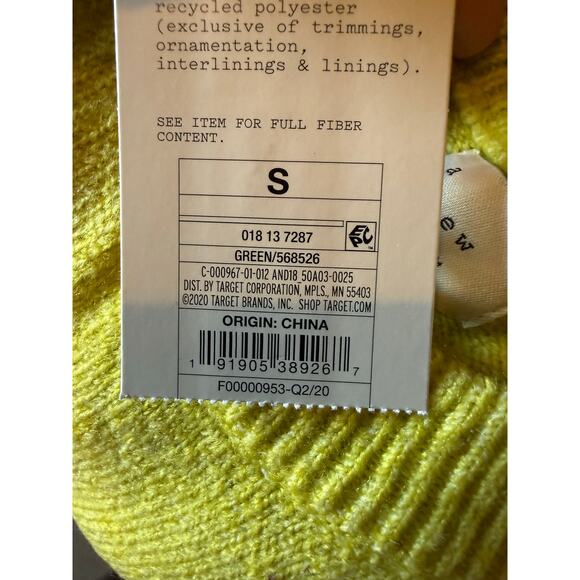 recycled polyester
(exclusive of trimmings,
ornamentation,
interlinings & linings).
SEE ITEM FOR FULL FIBER
CONTENT.
S
018 13 7287
EPC
GREEN/568526
C-000967-01-012 AND18_50A03-0025
DIST. BY TARGET CORPORATION, MPLS, MN 55403
©2020 TARGET BRANDS, INC. SHOP TARGET.COM
ORIGIN: CHINA
1 91905 38926 7
F00000953-Q2/20